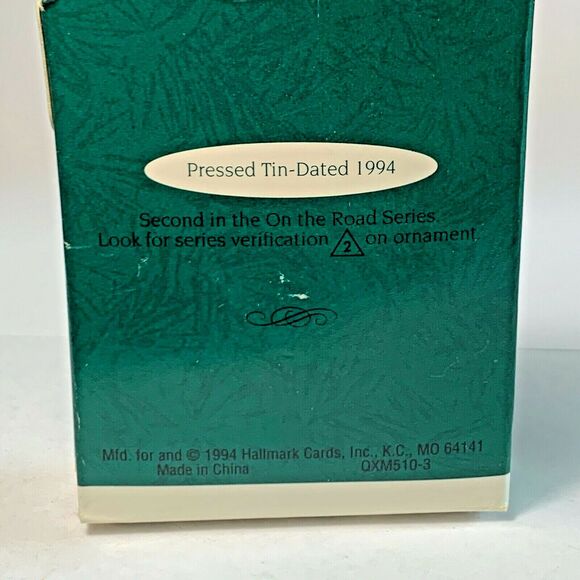 Pressed Tin-Dated 1994
Second in the On the Road Series
Look for series verification 2 on ornament
Mfd. for and © 1994 Hallmark Cards, Inc., K.C., MO 64141
Made in China QXM510-3